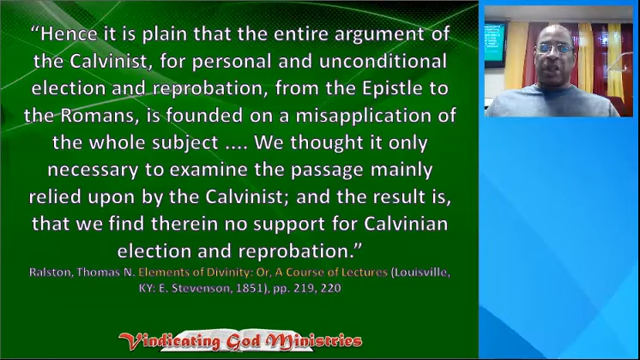 “Hence it is plain that the entire argument of
the Calvinist, for personal and unconditional
election and reprobation, from the Epistle to
the Romans, is founded on a misapplication of
the whole subject .... We thought it only
necessary to examine the passage mainly
relied upon by the Calvinist; and the result is,
that we find therein no support for Calvinian
election and reprobation.”
Ralston, Thomas N. Elements of Divinity: Or, A Course of Lectures (Louisville,
KY: E. Stevenson, 1851), pp. 219, 220
Vindicating God Ministries